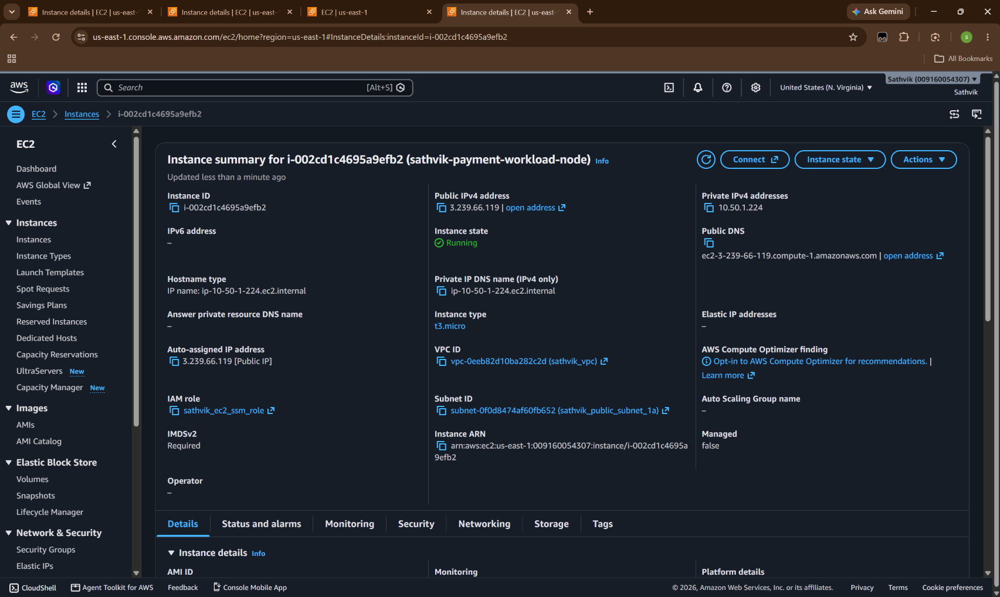 Instance details | EC2 | us-east-
Instance details | EC2 | us-east-
EC2 | us-east-1
Instance details | EC2 | us-east-
Ask Gemini
us-east-1.console.aws.amazon.com/ec2/home?region=us-east-1#InstanceDetails:instanceId=i-002cd1c4695a9efb2
S
All Bookmarks
aws
Search
[Alt+S]
United States (N. Virginia)
Sathvik (009160054307)
Sathvik
EC2
Instances
i-002cd1c4695a9efb2
EC2
Dashboard
AWS Global View
Events
Instances
Instances
Instance Types
Launch Templates
Spot Requests
Savings Plans
Reserved Instances
Dedicated Hosts
Capacity Reservations
UltraServers New
Capacity Manager New
Images
AMIs
AMI Catalog
Elastic Block Store
Volumes
Snapshots
Lifecycle Manager
Network & Security
Security Groups
Elastic IPs
Instance summary for i-002cd1c4695a9efb2 (sathvik-payment-workload-node) Info
Connect
Instance state
Actions
Updated less than a minute ago
Instance ID
i-002cd1c4695a9efb2
Public IPv4 address
3.239.66.119 | open address
Private IPv4 addresses
10.50.1.224
IPv6 address
–
Instance state
Running
Public DNS
ec2-3-239-66-119.compute-1.amazonaws.com | open address
Hostname type
IP name: ip-10-50-1-224.ec2.internal
Private IP DNS name (IPv4 only)
ip-10-50-1-224.ec2.internal
Answer private resource DNS name
–
Instance type
t3.micro
Elastic IP addresses
–
Auto-assigned IP address
3.239.66.119 [Public IP]
VPC ID
vpc-0eeb82d10ba282c2d (sathvik_vpc)
AWS Compute Optimizer finding
Opt-in to AWS Compute Optimizer for recommendations. |
Learn more
IAM role
sathvik_ec2_ssm_role
Subnet ID
subnet-0f0d8474af60fb652 (sathvik_public_subnet_1a)
Auto Scaling Group name
–
IMDSv2
Required
Instance ARN
arn:aws:ec2:us-east-1:009160054307:instance/i-002cd1c4695a
9efb2
Managed
false
Operator
–
Details
Status and alarms
Monitoring
Security
Networking
Storage
Tags
Instance details Info
AMI ID
Monitoring
Platform details
CloudShell
Agent Toolkit for AWS
Feedback
Console Mobile App
© 2026, Amazon Web Services, Inc. or its affiliates.
Privacy
Terms
Cookie preferences